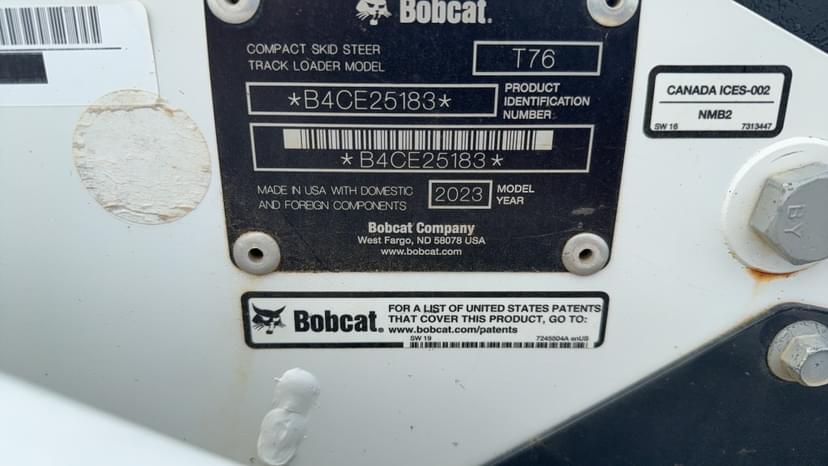 Bobcat.
COMPACT SKID STEER
TRACK LOADER MODEL
T76
*B4CE25183*
PRODUCT
IDENTIFICATION
NUMBER
*B4CE25183*
MADE IN USA WITH DOMESTIC
AND FOREIGN COMPONENTS
2023
MODEL
YEAR
Bobcat Company
West Fargo, ND 58078 USA
www.bobcat.com
CANADA ICES-002
NMB2
SW 16 7313447
BY
Bobcat.
FOR A LIST OF UNITED STATES PATENTS
THAT COVER THIS PRODUCT, GO TO:
www.bobcat.com/patents
SW 19 7245504A enUS